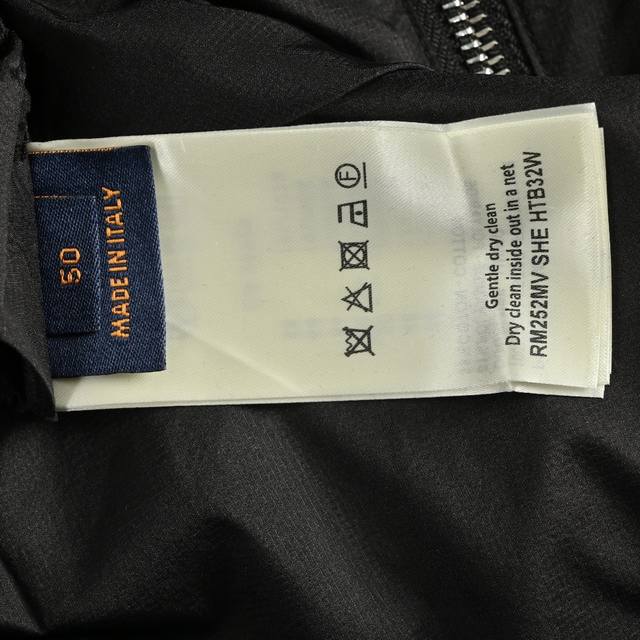 50
MADE IN ITALY
Gentle dry clean
Dry clean inside out in a net
RM252MV SHE HTB32W